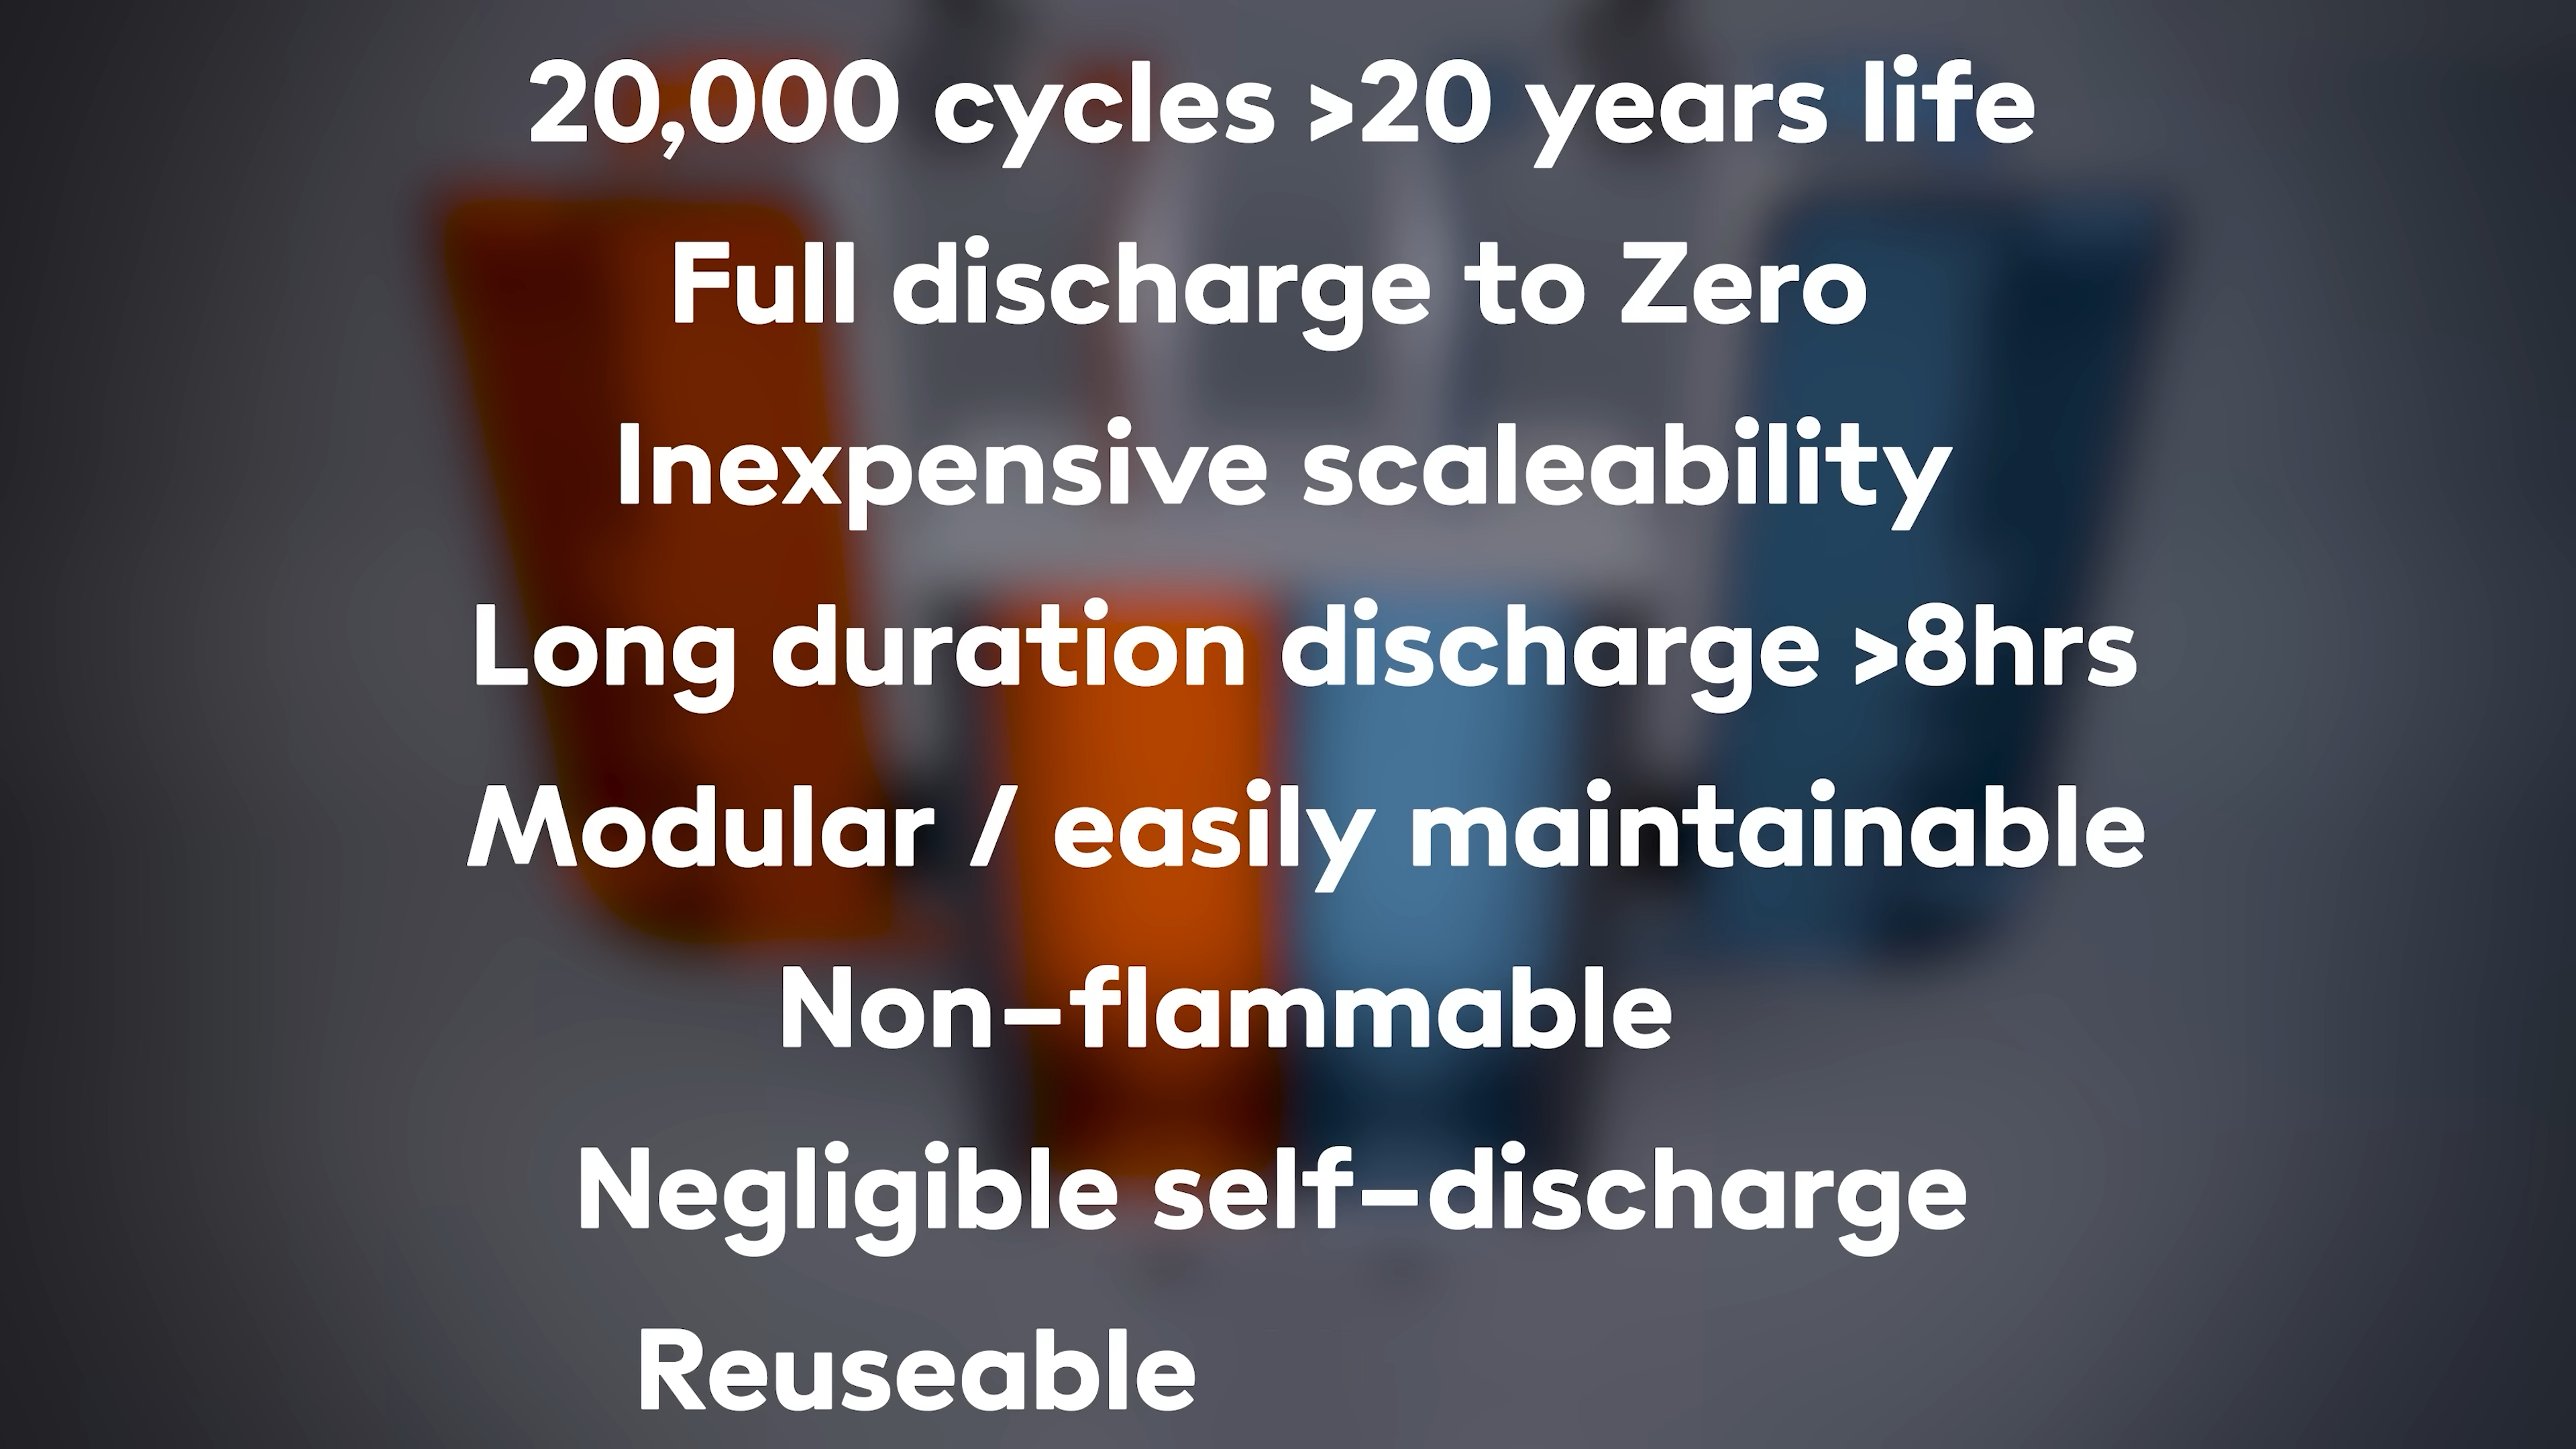 20,000 cycles >20 years life
Full discharge to Zero
Inexpensive scaleability
Long duration discharge >8hrs
Modular / easily maintainable
Non-flammable
Negligible self-discharge
Reuseable